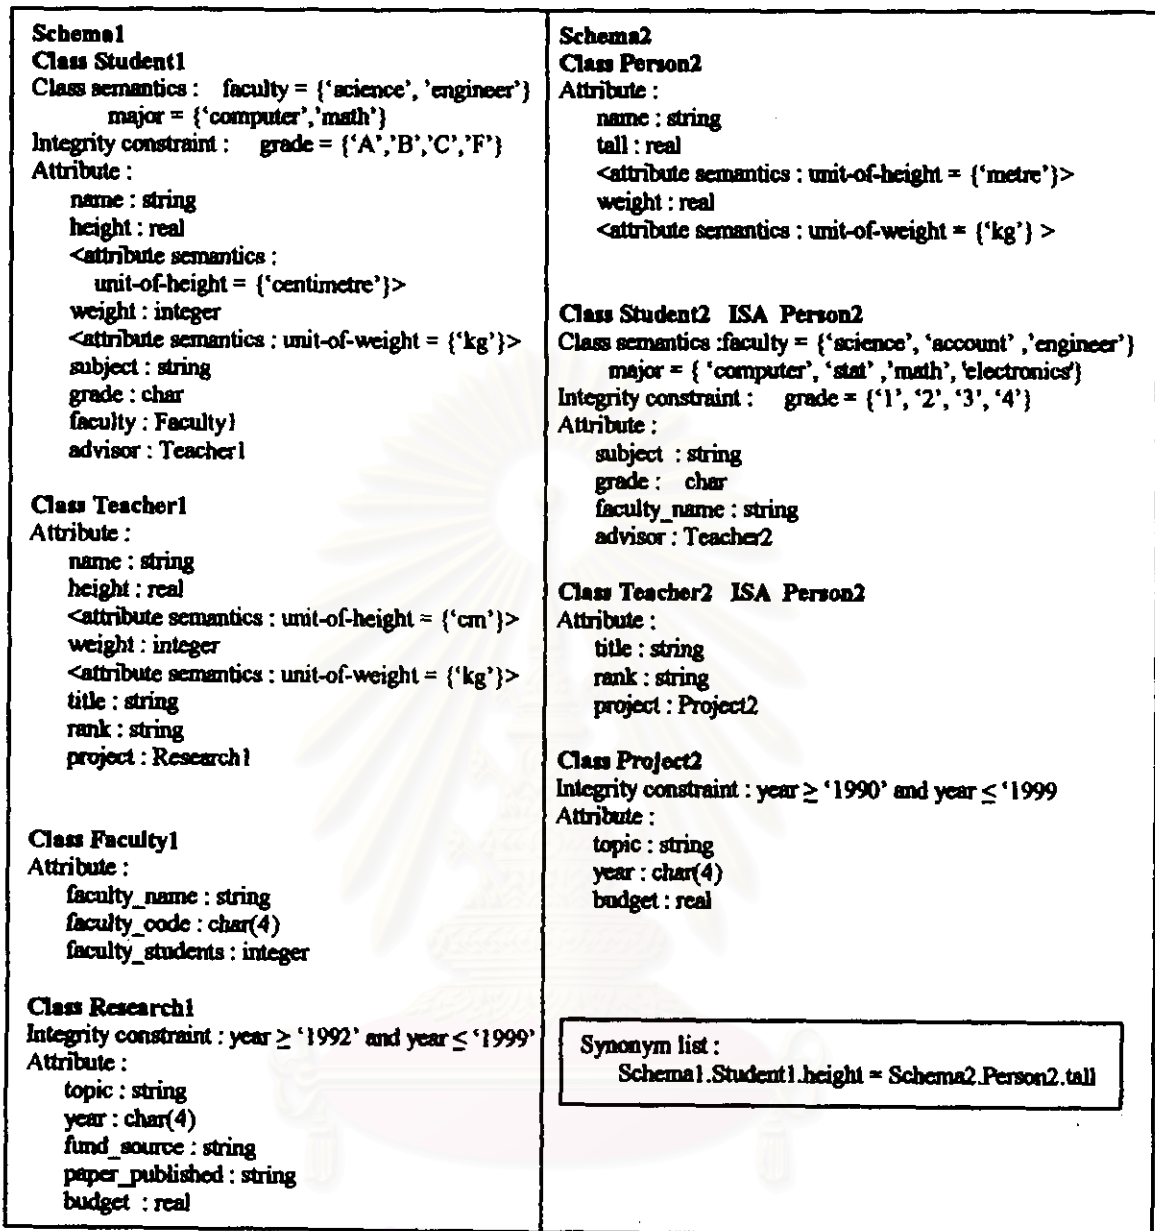 Schema1
Class Student1
Class semantics : faculty = {‘science’, ’engineer’}
major = {‘computer’,’math’}
Integrity constraint : grade = {‘A’,’B’,’C’,’F’}
Attribute :
name : string
height : real
<attribute semantics :
unit-of-height = {‘centimetre’}>
weight : integer
<attribute semantics : unit-of-weight = {‘kg’}>
subject : string
grade : char
faculty : Faculty1
advisor : Teacher1
Class Teacher1
Attribute :
name : string
height : real
<attribute semantics : unit-of-height = {‘cm’}>
weight : integer
<attribute semantics : unit-of-weight = {‘kg’}>
title : string
rank : string
project : Research1
Class Faculty1
Attribute :
faculty_name : string
faculty_code : char(4)
faculty_students : integer
Class Research1
Integrity constraint : year ≥ ‘1992’ and year ≤ ‘1999’
Attribute :
topic : string
year : char(4)
fund_source : string
paper_published : string
budget : real
Schema2
Class Person2
Attribute :
name : string
tall : real
<attribute semantics : unit-of-height = {‘metre’}>
weight : real
<attribute semantics : unit-of-weight = {‘kg’} >
Class Student2 ISA Person2
Class semantics :faculty = {‘science’, ‘account’ ,’engineer’}
major = { ‘computer’, ‘stat’ ,’math’, ‘electronics’}
Integrity constraint : grade = {‘1’, ‘2’, ‘3’, ‘4’}
Attribute :
subject : string
grade : char
faculty_name : string
advisor : Teacher2
Class Teacher2 ISA Person2
Attribute :
title : string
rank : string
project : Project2
Class Project2
Integrity constraint : year ≥ ‘1990’ and year ≤ ‘1999
Attribute :
topic : string
year : char(4)
budget : real
Synonym list :
Schema1.Student1.height = Schema2.Person2.tall